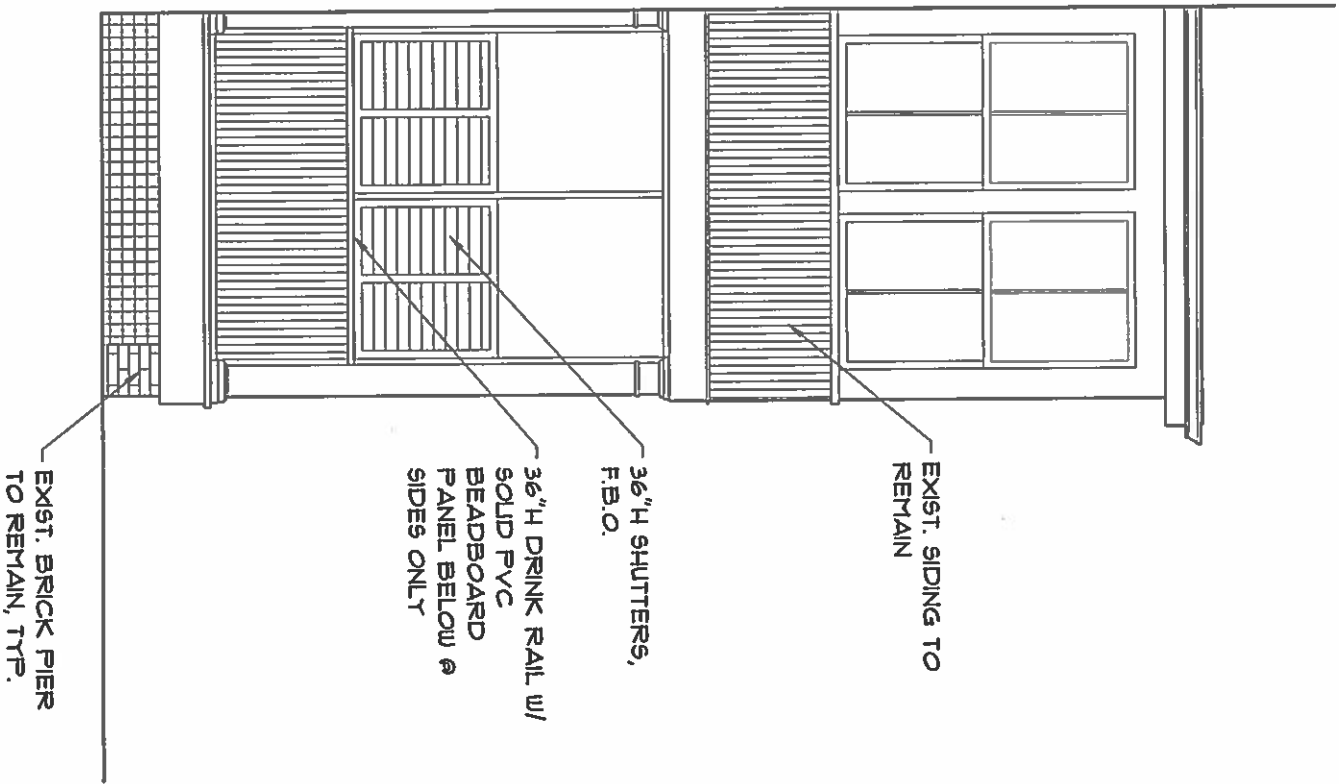 EXIST. SIDING TO
REMAIN
36"H SHUTTERS,
F.B.O.
36"H DRINK RAIL W/
SOLID PVC
BEADBOARD
PANEL BELOW @
SIDES ONLY
EXIST. BRICK PIER
TO REMAIN, TYP.